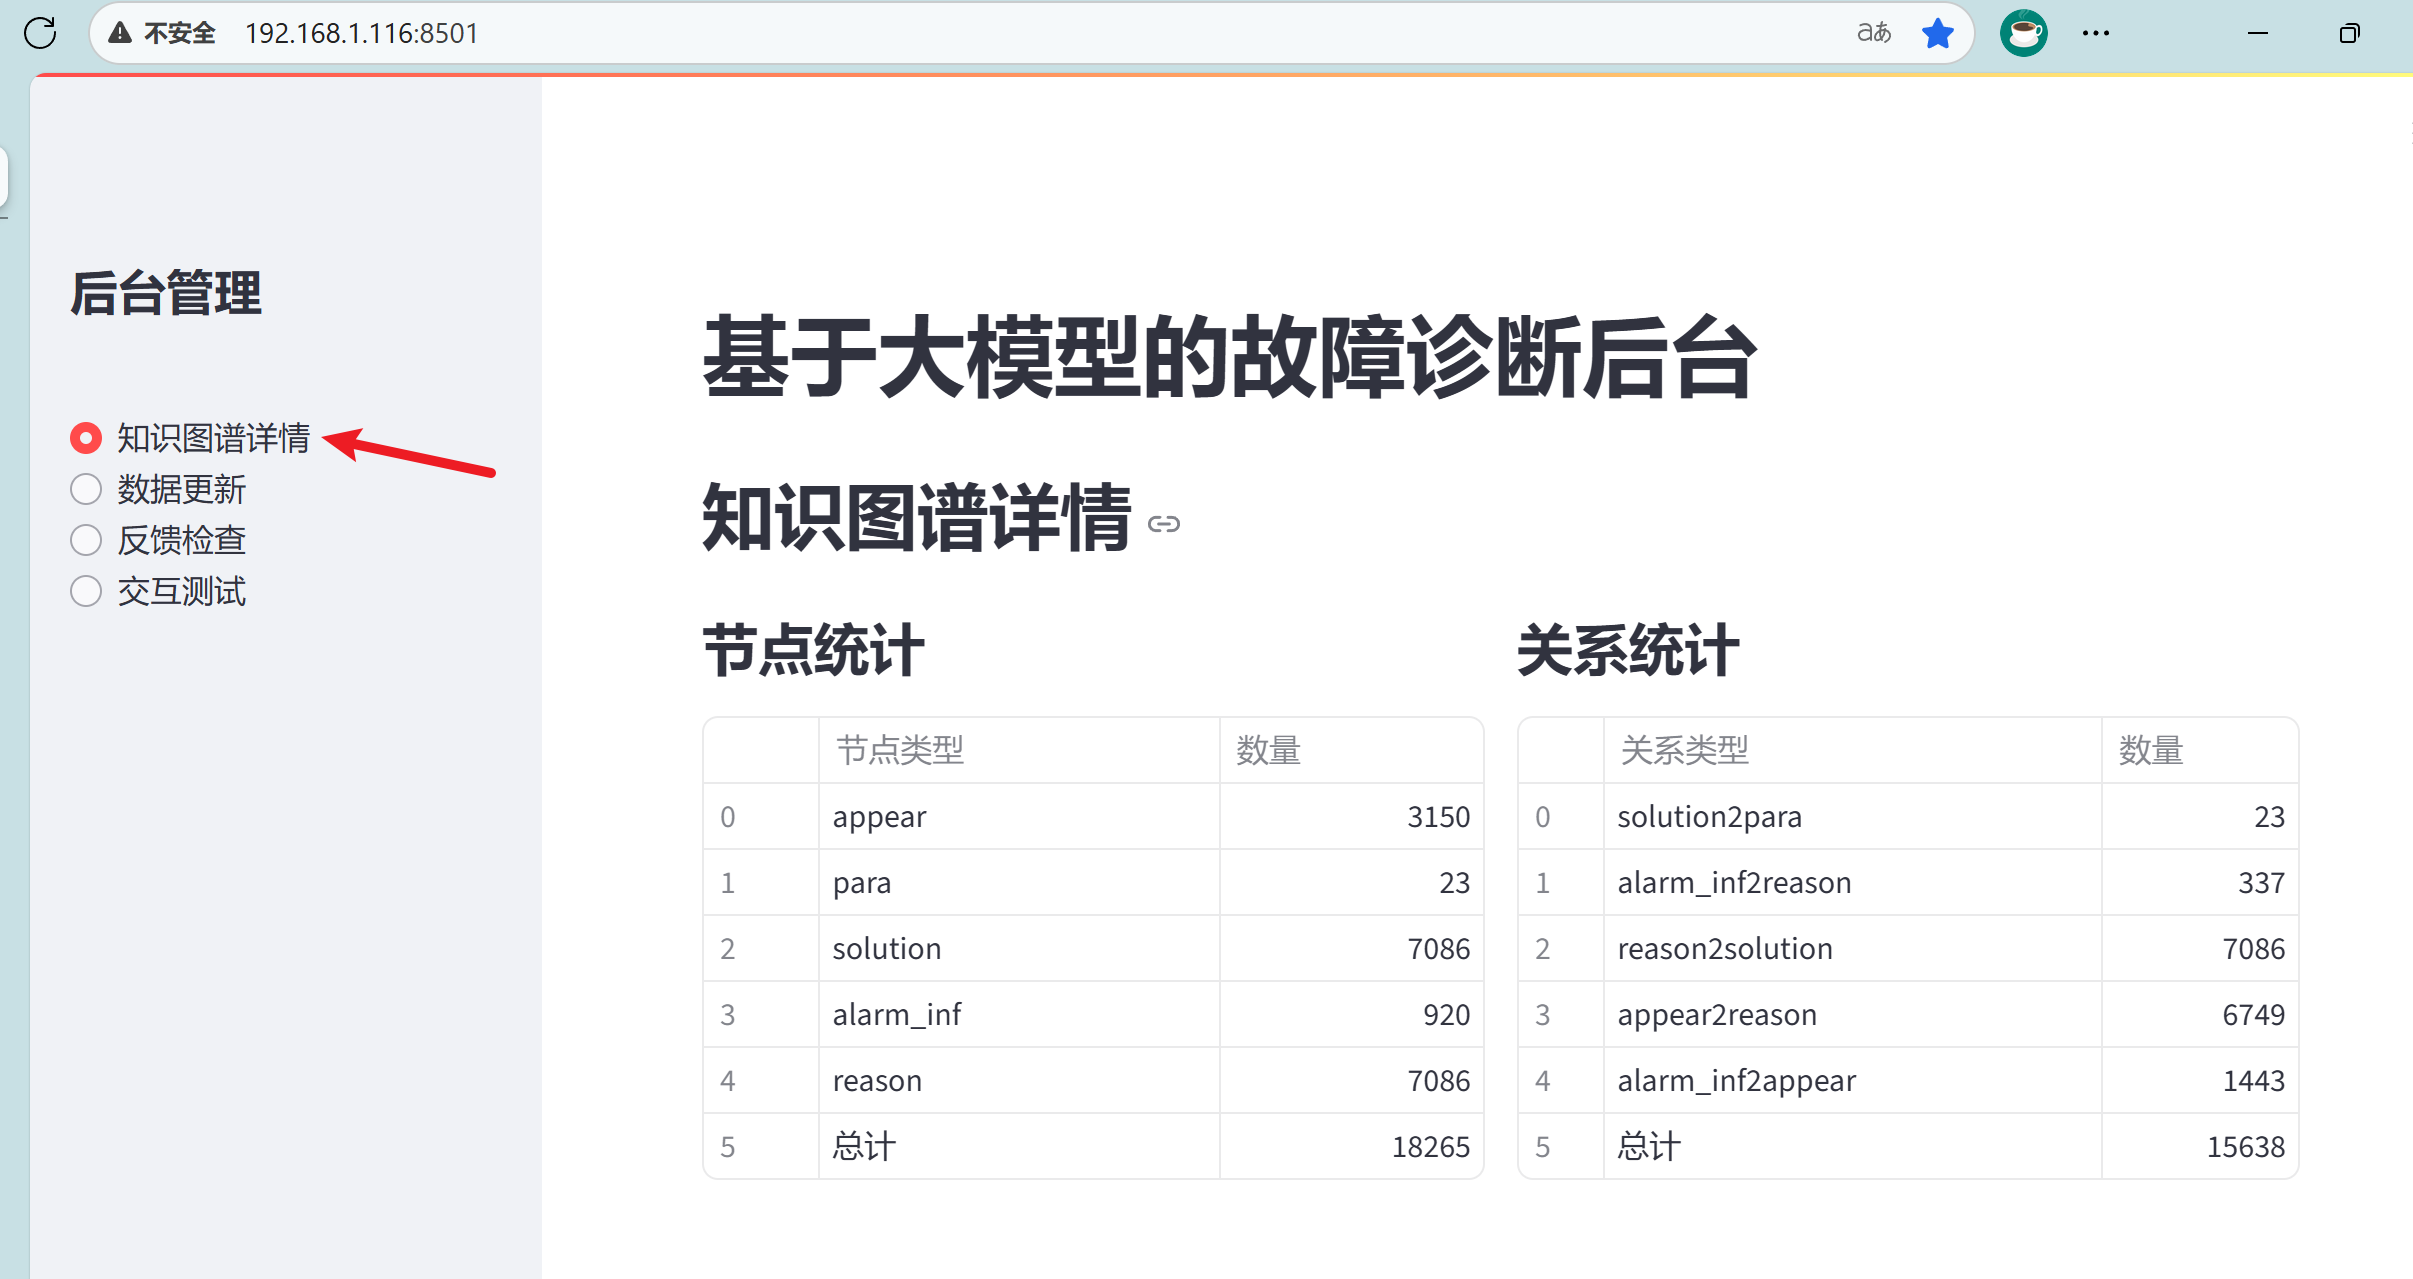 不安全 192.168.1.116:8501 aあ
后台管理
知识图谱详情
数据更新
反馈检查
交互测试
基于大模型的故障诊断后台
知识图谱详情
节点统计
节点类型 数量
0 appear 3150
1 para 23
2 solution 7086
3 alarm_inf 920
4 reason 7086
5 总计 18265
关系统计
关系类型 数量
0 solution2para 23
1 alarm_inf2reason 337
2 reason2solution 7086
3 appear2reason 6749
4 alarm_inf2appear 1443
5 总计 15638